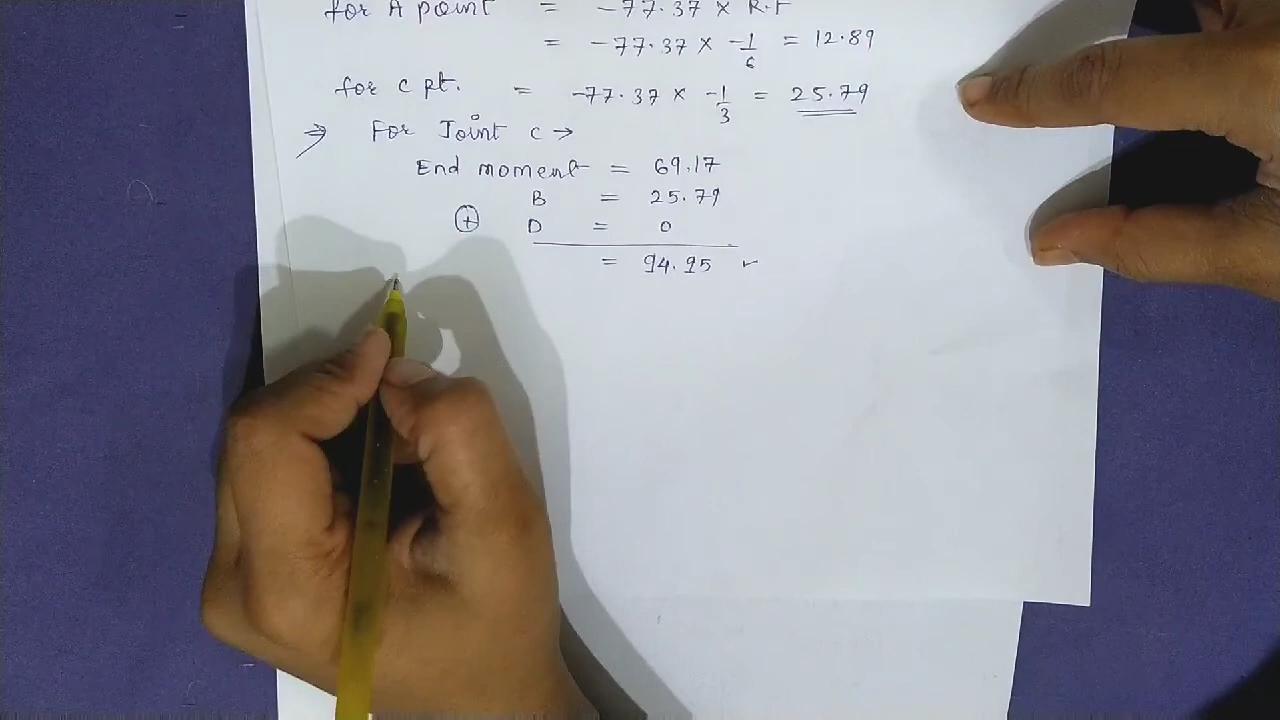 for A point = -77.37 × R.F
= -77.37 × -1/6 = 12.89
for c pt. = -77.37 × -1/3 = 25.79
⇒ For Joint c →
End moment = 69.17
B = 25.79
⊕ D = 0
= 94.95 ✓